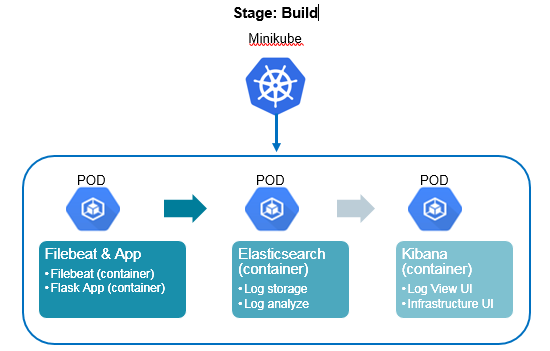 Stage: Build
Minikube
POD
POD
POD
Filebeat & App
• Filebeat (container)
• Flask App (container)
Elasticsearch
(container)
• Log storage
• Log analyze
Kibana
(container)
• Log View UI
• Infrastructure UI